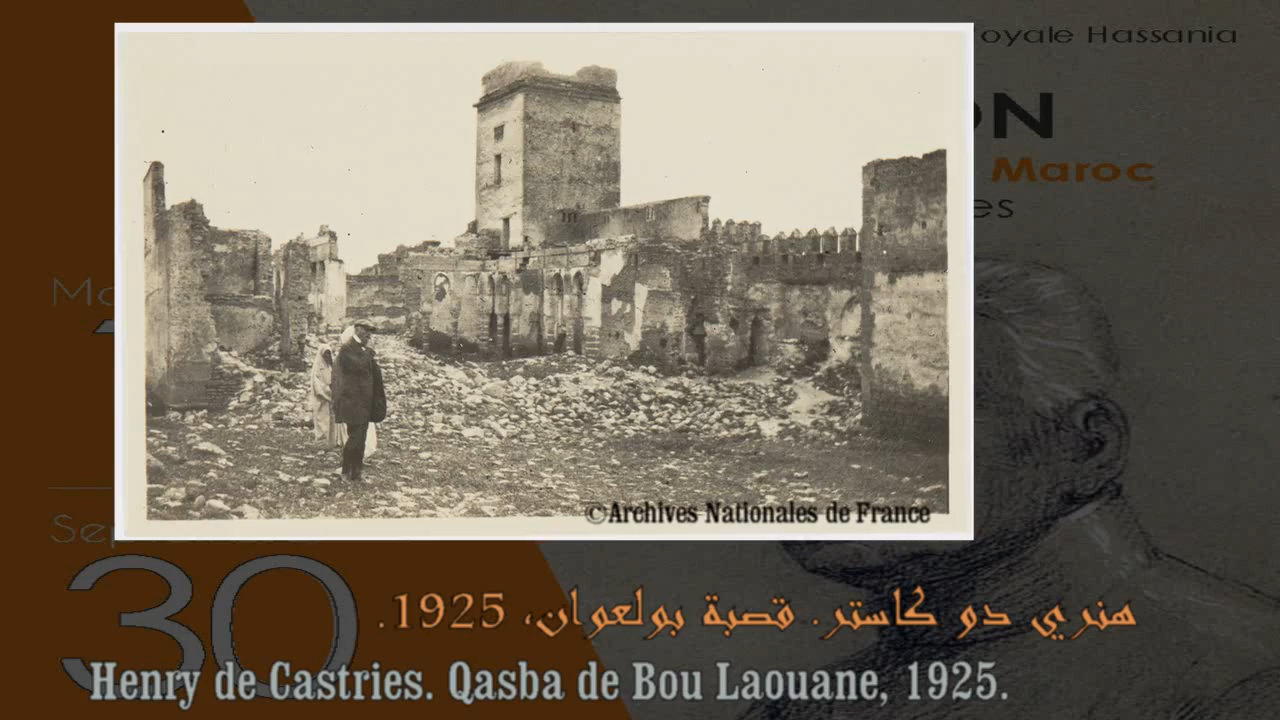 oyale Hassania
ON
Maroc
es
©Archives Nationales de France
30
هنري دو كاستر. قصبة بولعوان، 1925.
Henry de Castries. Qasba de Bou Laouane, 1925.